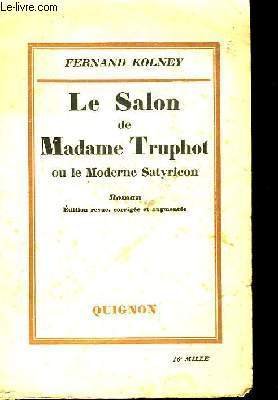 www.le-livre.com
FERNAND KOLNEY
Le Salon
de
Madame Truphot
ou le Moderne Satyricon
Roman
Édition revue, corrigée et augmentée
QUIGNON
16e MILLE